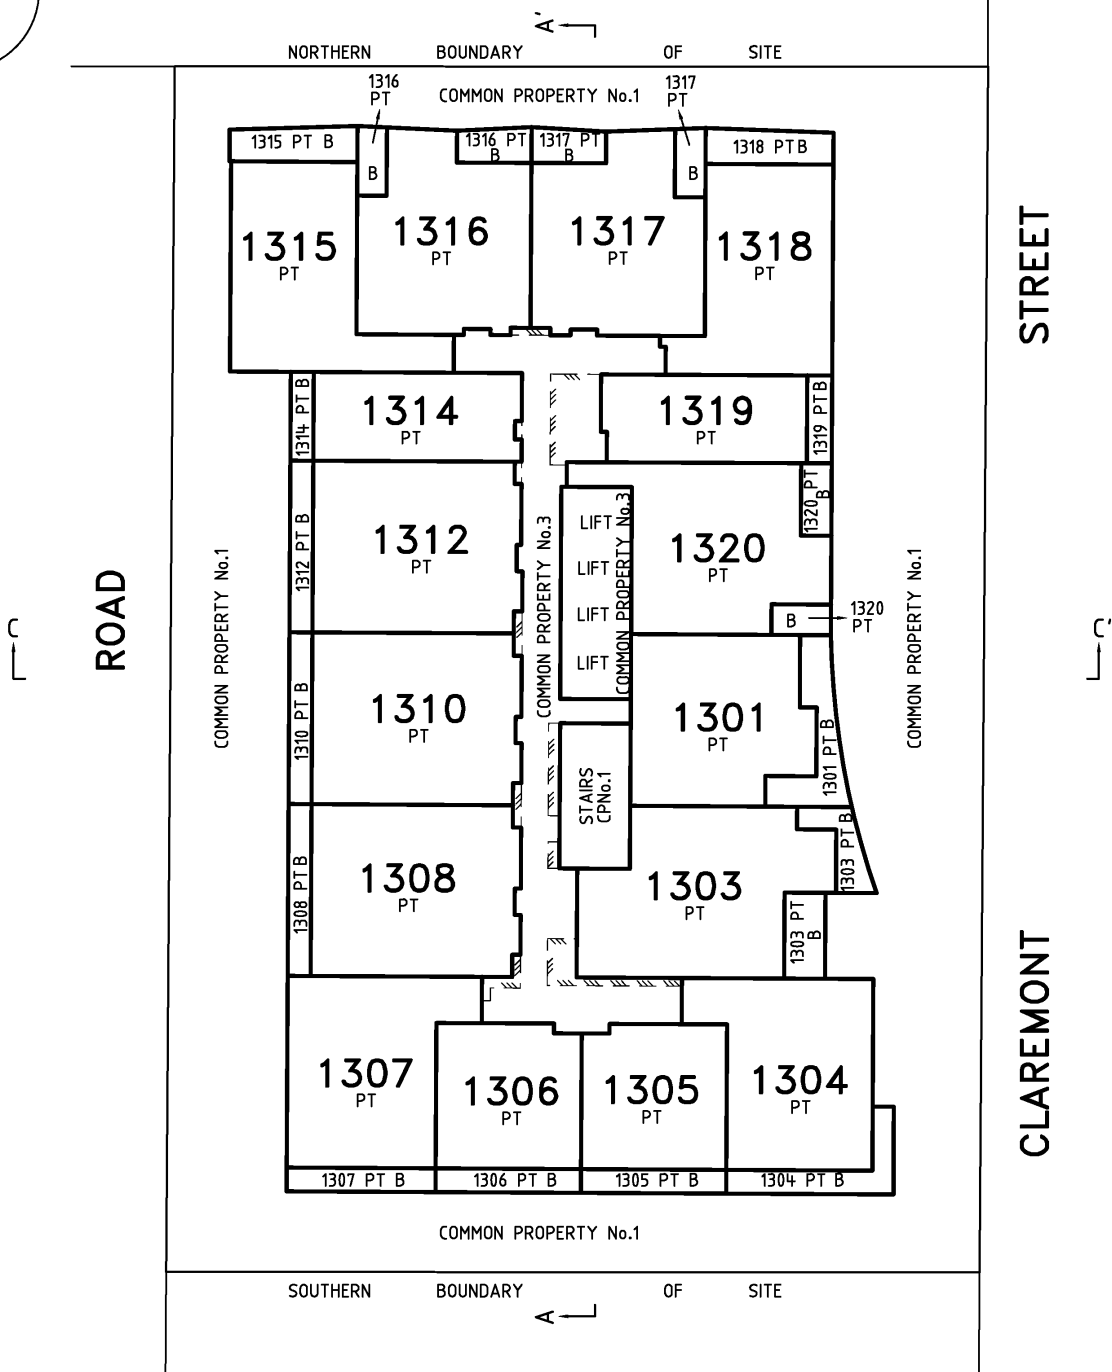 A'
NORTHERN BOUNDARY OF SITE
1316
PT
COMMON PROPERTY No.1
1317
PT
1315 PT B
B
1316 PT
B
1317 PT
B
B
1318 PT B
1315
PT
1316
PT
1317
PT
1318
PT
STREET
1314 PT B
1314
PT
1319
PT
1319 PT B
1312 PT B
1312
PT
COMMON PROPERTY No.3
LIFT
LIFT
LIFT
LIFT
COMMON PROPERTY No.3
1320
PT
1320 PT
B
B
1320
PT
COMMON PROPERTY No.1
ROAD
C
COMMON PROPERTY No.1
C'
1310 PT B
1310
PT
1301
PT
1301 PT B
STAIRS
CPNo.1
1308 PT B
1308
PT
1303
PT
1303 PT B
1303 PT
B
CLAREMONT
1307
PT
1306
PT
1305
PT
1304
PT
1307 PT B
1306 PT B
1305 PT B
1304 PT B
COMMON PROPERTY No.1
SOUTHERN BOUNDARY OF SITE
A